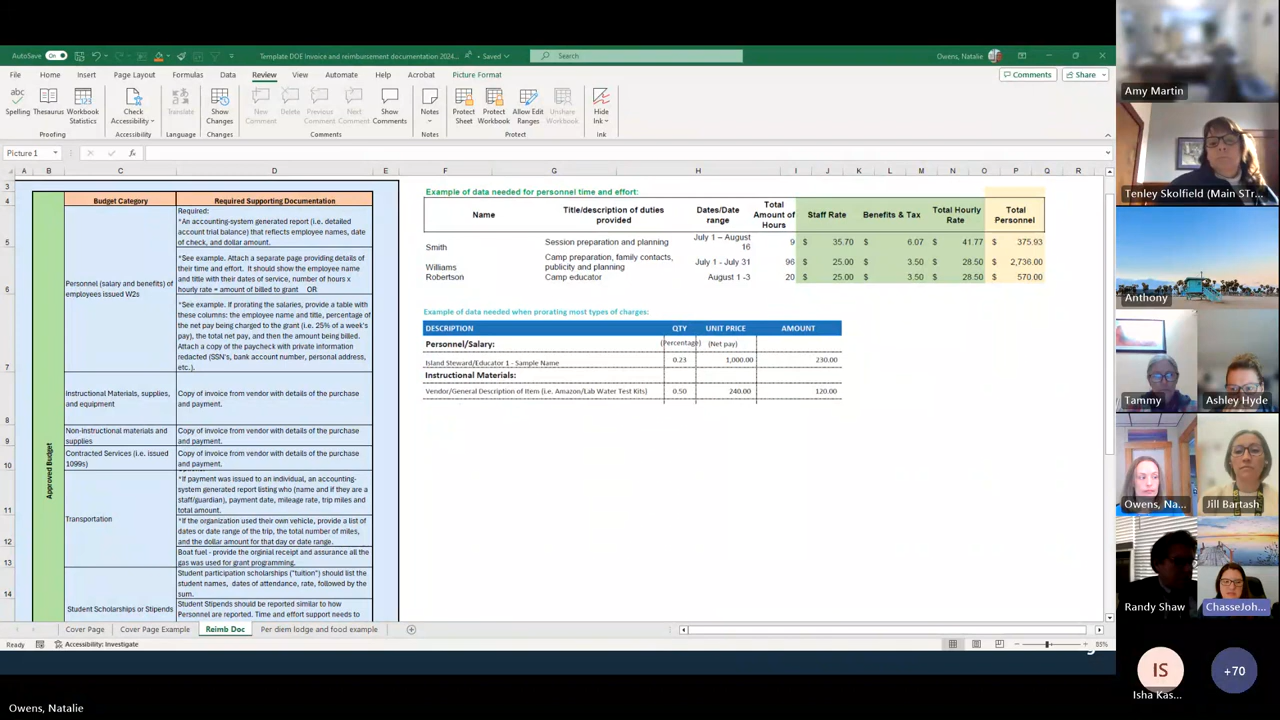 AutoSave On
Template DOE Invoice and reimbursement documentation 2024... • Saved
Search
Owens, Natalie
File Home Insert Page Layout Formulas Data Review View Automate Help Acrobat Picture Format
Comments Share
Spelling Thesaurus Workbook Statistics
Check Accessibility
Translate
Show Changes
New Comment Delete Previous Comment Next Comment Show Comments
Notes
Protect Sheet Protect Workbook Allow Edit Ranges Unshare Workbook
Hide Ink
Proofing Accessibility Language Changes Comments Notes Protect Ink
Picture 1
fx
A B C D E F G H I J K L M N O P Q R
3
4 Budget Category Required Supporting Documentation
Approved Budget
Personnel (salary and benefits) of
employees issued W2s
Required:
*An accounting-system generated report (i.e. detailed
account trial balance) that reflects employee names, date
of check, and dollar amount.
5
*See example. Attach a separate page providing details of
their time and effort. It should show the employee name
and title with their dates of service, number of hours x
hourly rate = amount of billed to grant OR
6
*See example. If prorating the salaries, provide a table with
these columns: the employee name and title, percentage of
the net pay being charged to the grant (i.e. 25% of a week's
pay), the total net pay, and then the amount being billed.
Attach a copy of the paycheck with private information
redacted (SSN's, bank account number, personal address,
etc.).
7
Instructional Materials, supplies,
and equipment
Copy of invoice from vendor with details of the purchase
and payment.
8
Non-instructional materials and
supplies
Copy of invoice from vendor with details of the purchase
and payment.
9
Contracted Services (i.e. issued
1099s)
Copy of invoice from vendor with details of the purchase
and payment.
10
Transportation
*If payment was issued to an individual, an accounting-
system generated report listing who (name and if they are a
staff/guardian), payment date, mileage rate, trip miles and
total amount.
11
*If the organization used their own vehicle, provide a list of
dates or date range of the trip, the total number of miles,
and the dollar amount for that day or date range.
12
Boat fuel - provide the orginial receipt and assurance all the
gas was used for grant programming.
13
Student Scholarships or Stipends
Student participation scholarships ("tuition") should list the
student names, dates of attendance, rate, followed by the
sum.
14
Student Stipends should be reported similar to how
Personnel are reported. Time and effort support needs to
Example of data needed for personnel time and effort:
Name Title/description of duties provided Dates/Date range Total Amount of Hours Staff Rate Benefits & Tax Total Hourly Rate Total Personnel
Smith Session preparation and planning July 1 – August 16 9 $ 35.70 $ 6.07 $ 41.77 $ 375.93
Williams Camp preparation, family contacts, publicity and planning July 1 - July 31 96 $ 25.00 $ 3.50 $ 28.50 $ 2,736.00
Robertson Camp educator August 1 -3 20 $ 25.00 $ 3.50 $ 28.50 $ 570.00
Example of data needed when prorating most types of charges:
DESCRIPTION QTY UNIT PRICE AMOUNT
Personnel/Salary: (Percentage) (Net pay)
Island Steward/Educator 1 - Sample Name 0.23 1,000.00 230.00
Instructional Materials:
Vendor/General Description of Item (i.e. Amazon/Lab Water Test Kits) 0.50 240.00 120.00
Cover Page Cover Page Example Reimb Doc Per diem lodge and food example
Ready Accessibility: Investigate 85%
Owens, Natalie
Amy Martin
Tenley Skolfield (Main STr...
Anthony
Tammy
Ashley Hyde
Owens, Na...
Jill Bartash
Randy Shaw
ChasseJoh...
IS
Isha Kas...
+70